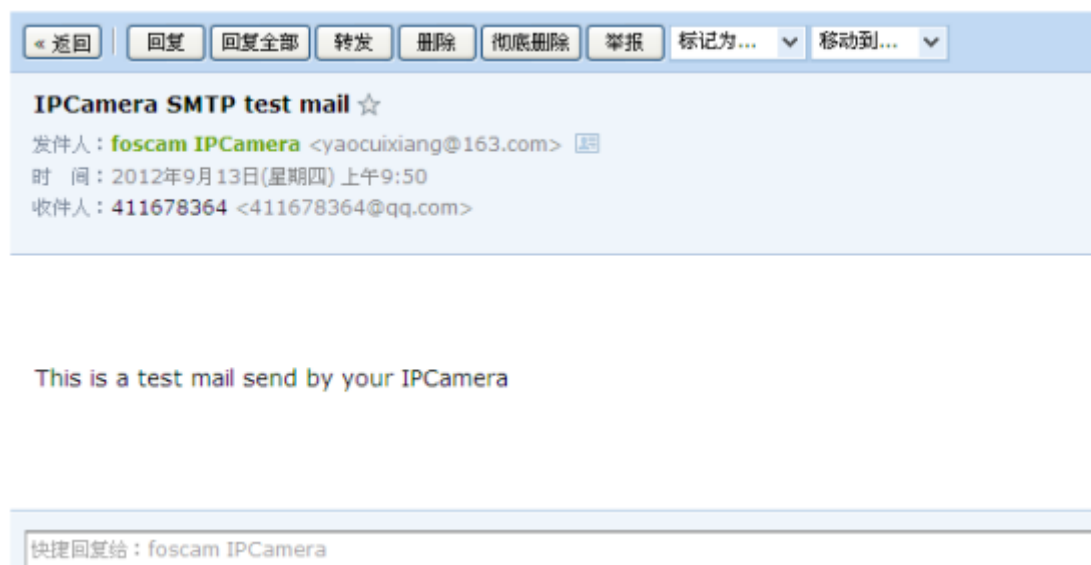 « 返回 回复 回复全部 转发 删除 彻底删除 举报 标记为... 移动到...
IPCamera SMTP test mail ☆
发件人：foscam IPCamera <yaocuixiang@163.com>
时 间：2012年9月13日(星期四) 上午9:50
收件人：411678364 <411678364@qq.com>
This is a test mail send by your IPCamera
快捷回复给：foscam IPCamera